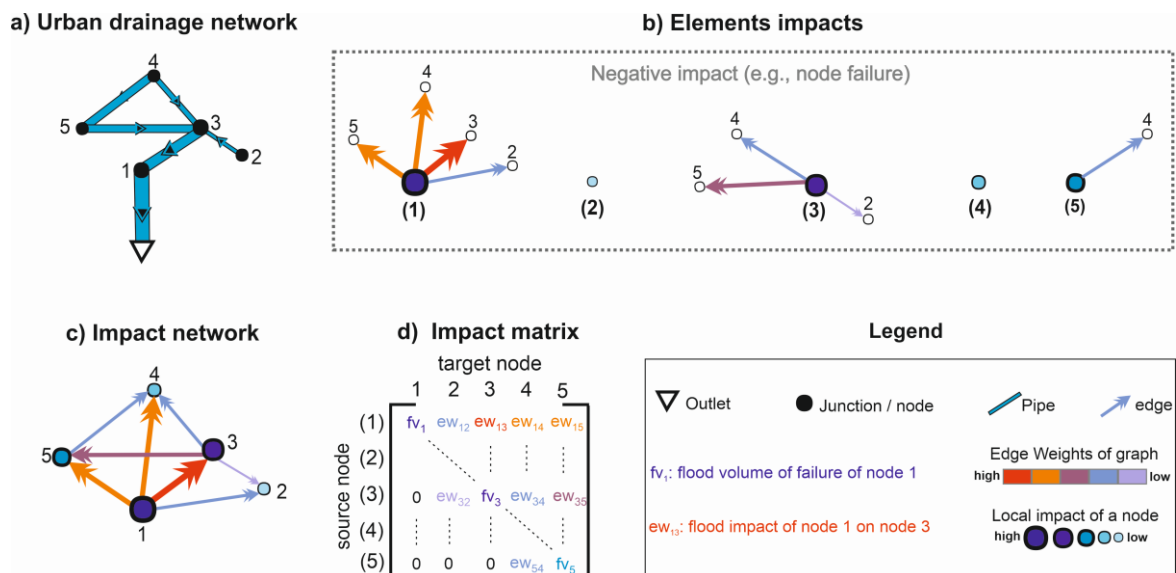 a) Urban drainage network
4
5
3
2
1
b) Elements impacts
Negative impact (e.g., node failure)
4
5
3
2
(1)
(2)
4
5
2
(3)
(4)
4
(5)
c) Impact network
4
5
3
2
1
d) Impact matrix
target node
1 2 3 4 5
source node
(1) fv₁ ew₁₂ ew₁₃ ew₁₄ ew₁₅
(2)
(3) 0 ew₃₂ fv₃ ew₃₄ ew₃₅
(4)
(5) 0 0 0 ew₅₄ fv₅
Legend
Outlet
Junction / node
Pipe
edge
fv₁: flood volume of failure of node 1
ew₁₃: flood impact of node 1 on node 3
Edge Weights of graph
high low
Local impact of a node
high low